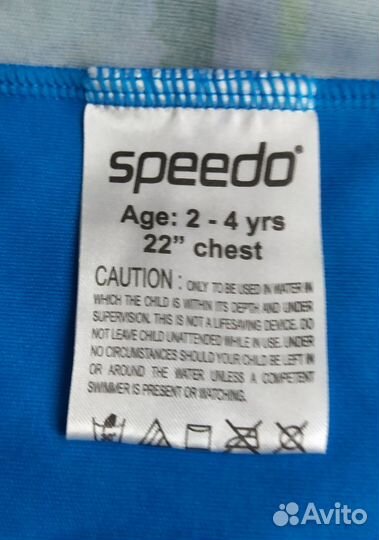 speedo®
Age: 2 - 4 yrs
22” chest
CAUTION : ONLY TO BE USED IN WATER IN
WHICH THE CHILD IS WITHIN ITS DEPTH AND UNDER
SUPERVISION. THIS IS NOT A LIFESAVING DEVICE. DO
NOT LEAVE CHILD UNATTENDED WHILE IN USE. UNDER
NO CIRCUMSTANCES SHOULD YOUR CHILD BE LEFT IN
OR AROUND THE WATER UNLESS A COMPETENT
SWIMMER IS PRESENT OR WATCHING.
Avito